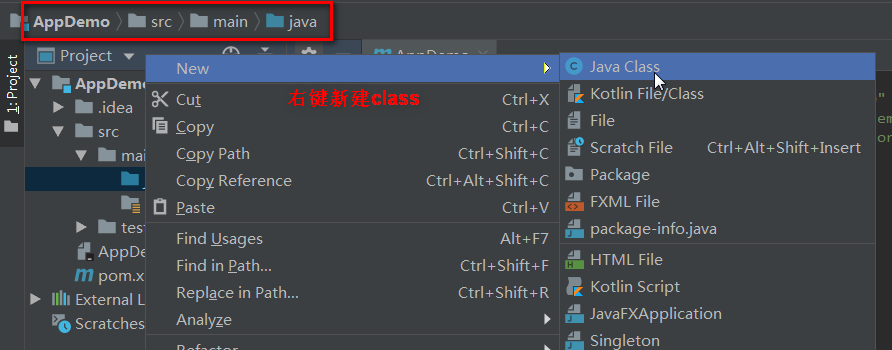 AppDemo src main java
Project
AppDemo
1: Project
AppDemo
.idea
src
mai
test
AppDe
pom.x
External L
Scratches
New
Cut Ctrl+X
右键新建class
Copy Ctrl+C
Copy Path Ctrl+Shift+C
Copy Reference Ctrl+Alt+Shift+C
Paste Ctrl+V
Find Usages Alt+F7
Find in Path... Ctrl+Shift+F
Replace in Path... Ctrl+Shift+R
Analyze
Refactor
Java Class
Kotlin File/Class
File
Scratch File Ctrl+Alt+Shift+Insert
Package
FXML File
package-info.java
HTML File
Kotlin Script
JavaFXApplication
Singleton